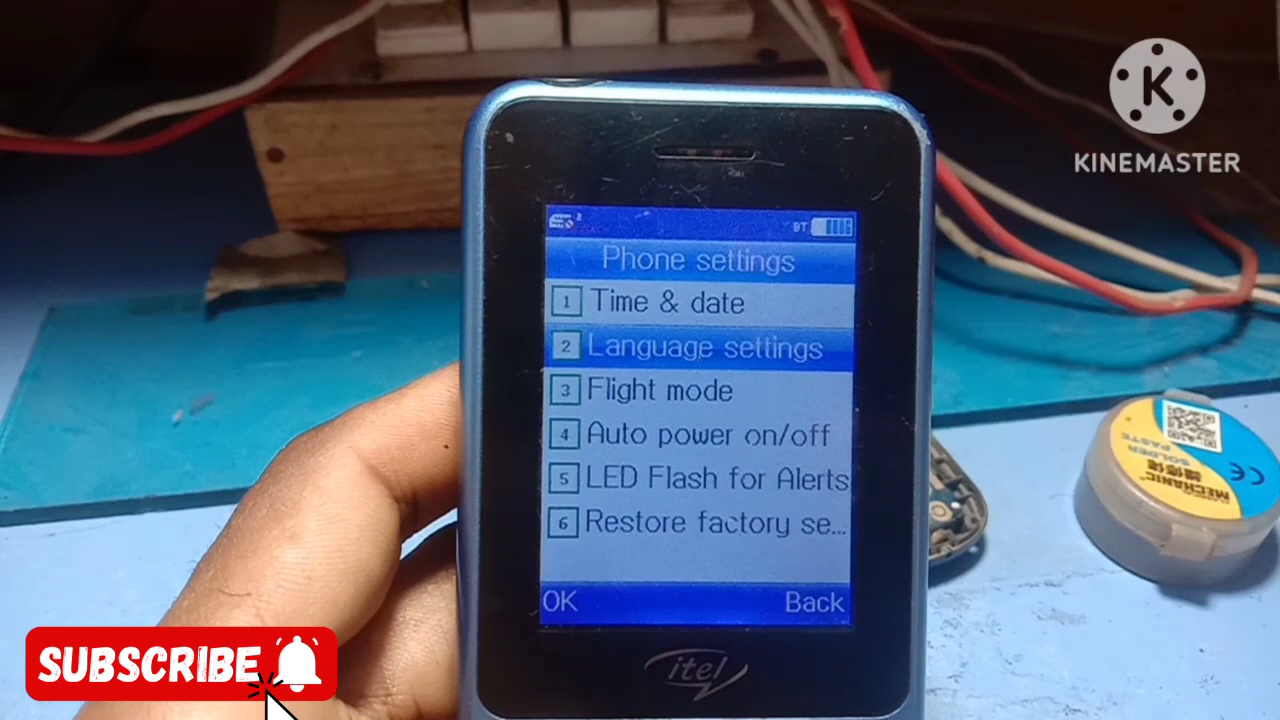 K
KINEMASTER
2
BT
Phone settings
1 Time & date
2 Language settings
3 Flight mode
4 Auto power on/off
5 LED Flash for Alerts
6 Restore factory se...
OK Back
itel
SUBSCRIBE
SOLDER
PASTE
MECHANIC
CE